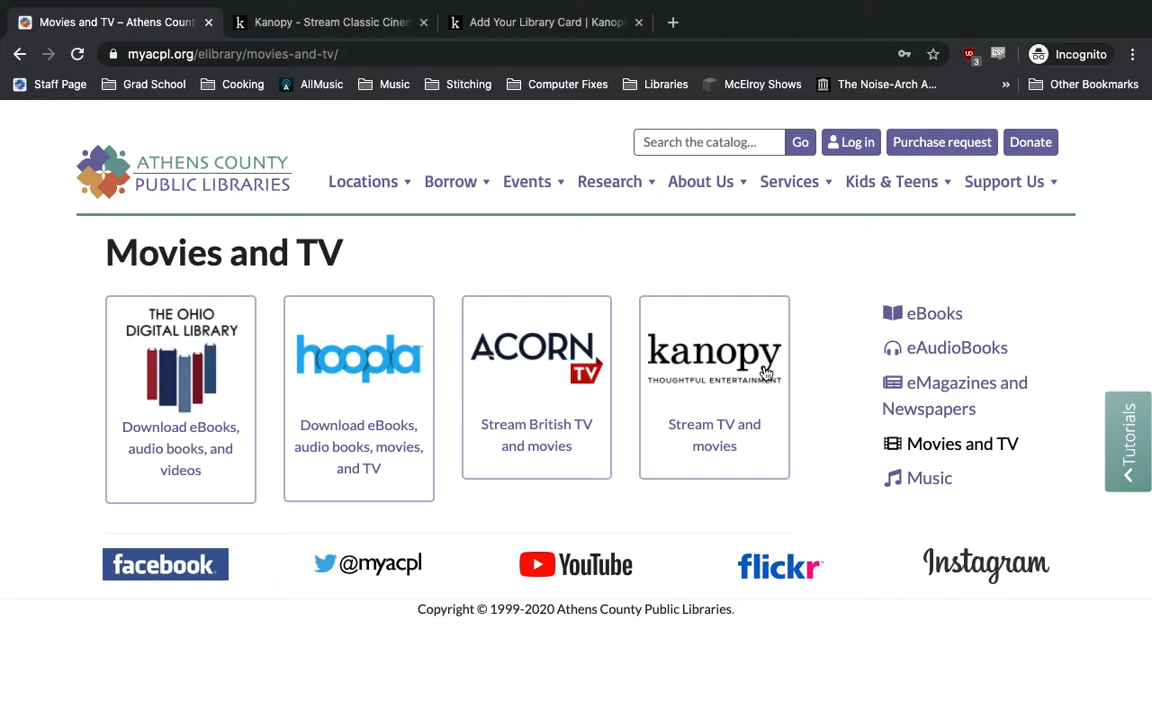 Movies and TV – Athens Count
Kanopy - Stream Classic Cinem
Add Your Library Card | Kanopy
myacpl.org/elibrary/movies-and-tv/
3
Incognito
Staff Page
Grad School
Cooking
AllMusic
Music
Stitching
Computer Fixes
Libraries
McElroy Shows
The Noise-Arch A...
»
Other Bookmarks
ATHENS COUNTY
PUBLIC LIBRARIES
Search the catalog...
Go
Log in
Purchase request
Donate
Locations
Borrow
Events
Research
About Us
Services
Kids & Teens
Support Us
Movies and TV
THE OHIO
DIGITAL LIBRARY
Download eBooks,
audio books, and
videos
hoopla
Download eBooks,
audio books, movies,
and TV
ACORN
TV
Stream British TV
and movies
kanopy
THOUGHTFUL ENTERTAINMENT
Stream TV and
movies
eBooks
eAudioBooks
eMagazines and
Newspapers
Movies and TV
Music
Tutorials
facebook.
@myacpl
YouTube
flickr
Instagram
Copyright © 1999-2020 Athens County Public Libraries.